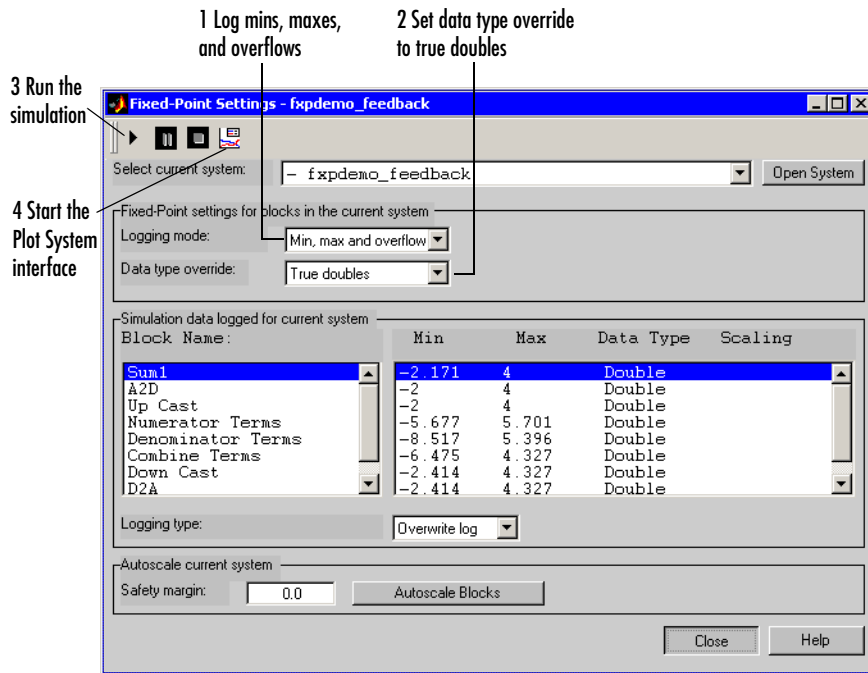 1 Log mins, maxes,
and overflows
2 Set data type override
to true doubles
3 Run the
simulation
4 Start the
Plot System
interface
Fixed-Point Settings - fxpdemo_feedback
Select current system:
- fxpdemo_feedback
Open System
Fixed-Point settings for blocks in the current system
Logging mode:
Min, max and overflow
Data type override:
True doubles
Simulation data logged for current system
Block Name: Min Max Data Type Scaling
Sum1 -2.171 4 Double
A2D -2 4 Double
Up Cast -2 4 Double
Numerator Terms -5.677 5.701 Double
Denominator Terms -8.517 5.396 Double
Combine Terms -6.475 4.327 Double
Down Cast -2.414 4.327 Double
D2A -2.414 4.327 Double
Logging type:
Overwrite log
Autoscale current system
Safety margin:
0.0
Autoscale Blocks
Close
Help